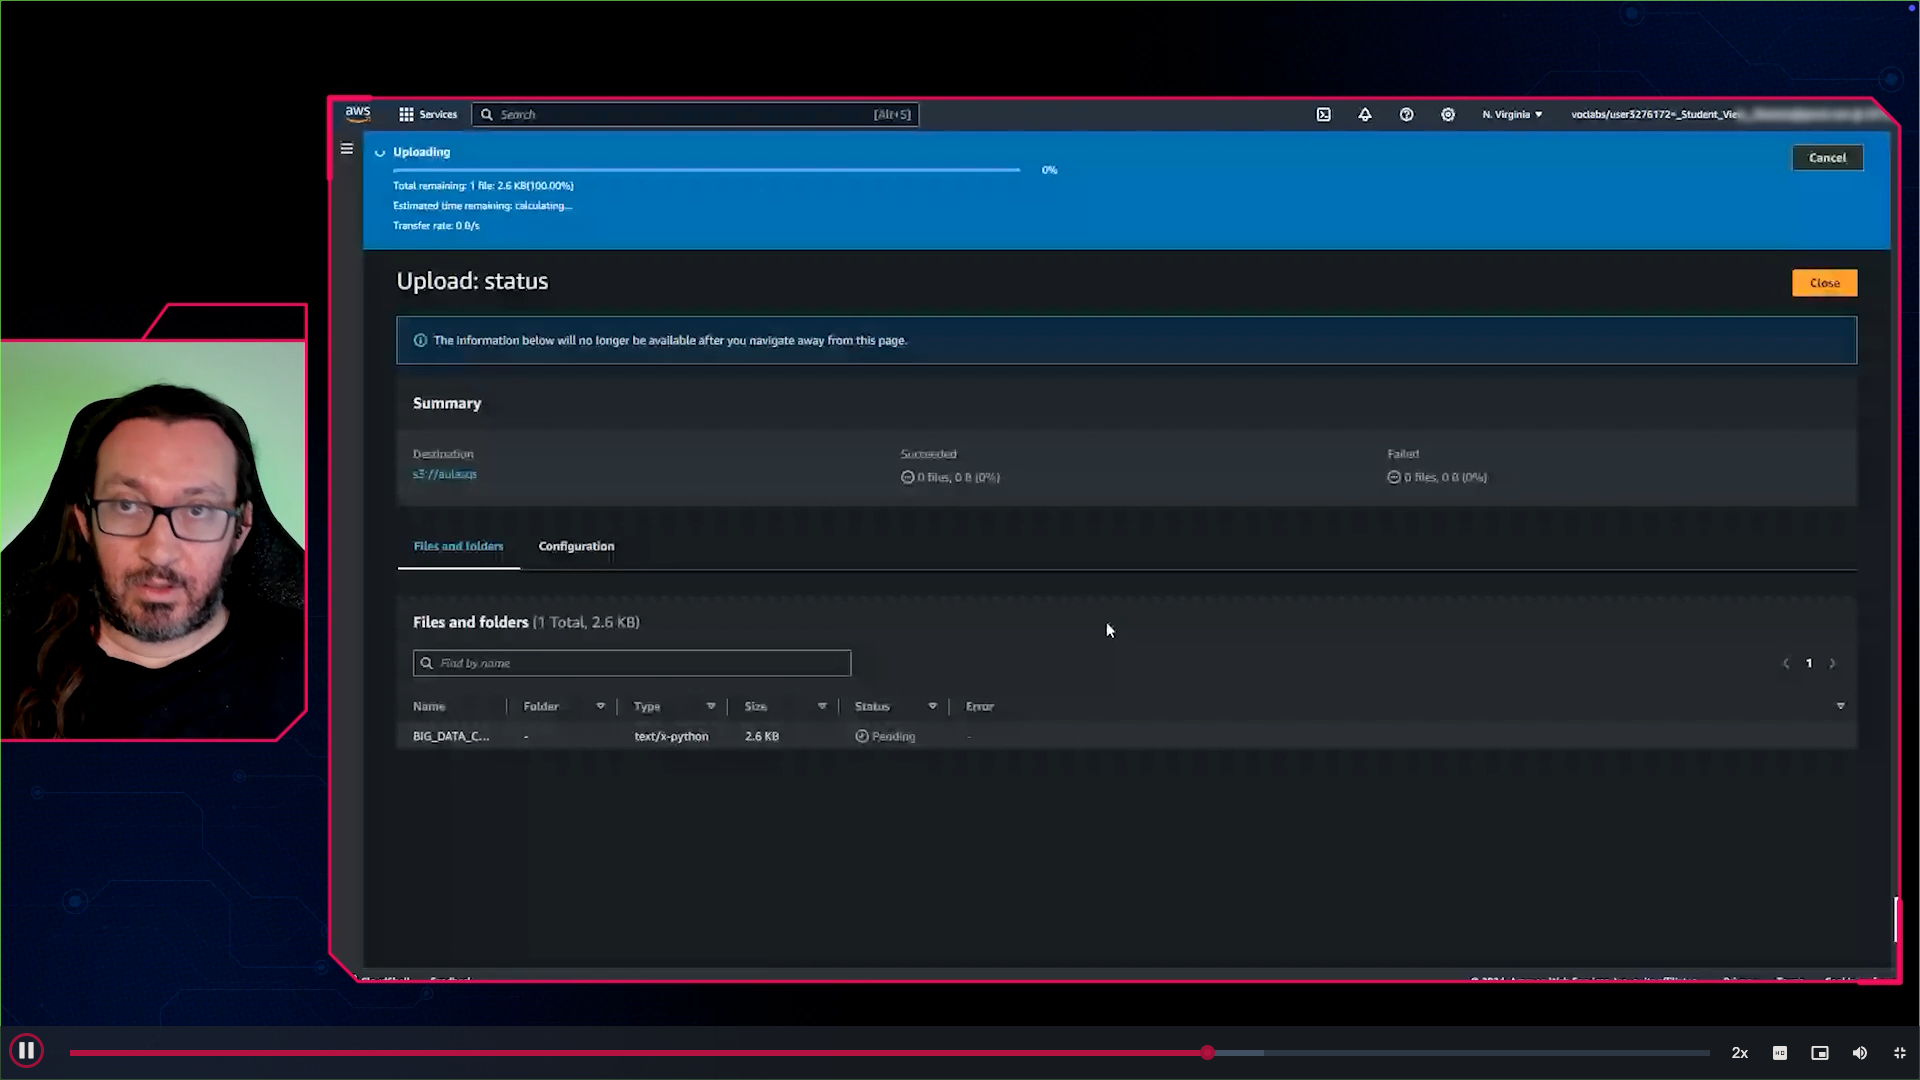 aws
Services
Search
[Alt+S]
N. Virginia
voclabs/user3276172=_Student_Vie
Uploading
0%
Cancel
Total remaining: 1 file: 2.6 KB(100.00%)
Estimated time remaining: calculating...
Transfer rate: 0 B/s
Upload: status
Close
The information below will no longer be available after you navigate away from this page.
Summary
Destination
Succeeded
Failed
s3://aulasqs
0 files, 0 B (0%)
0 files, 0 B (0%)
Files and folders
Configuration
Files and folders (1 Total, 2.6 KB)
Find by name
1
Name
Folder
Type
Size
Status
Error
BIG_DATA_C...
-
text/x-python
2.6 KB
Pending
-
2x
HD